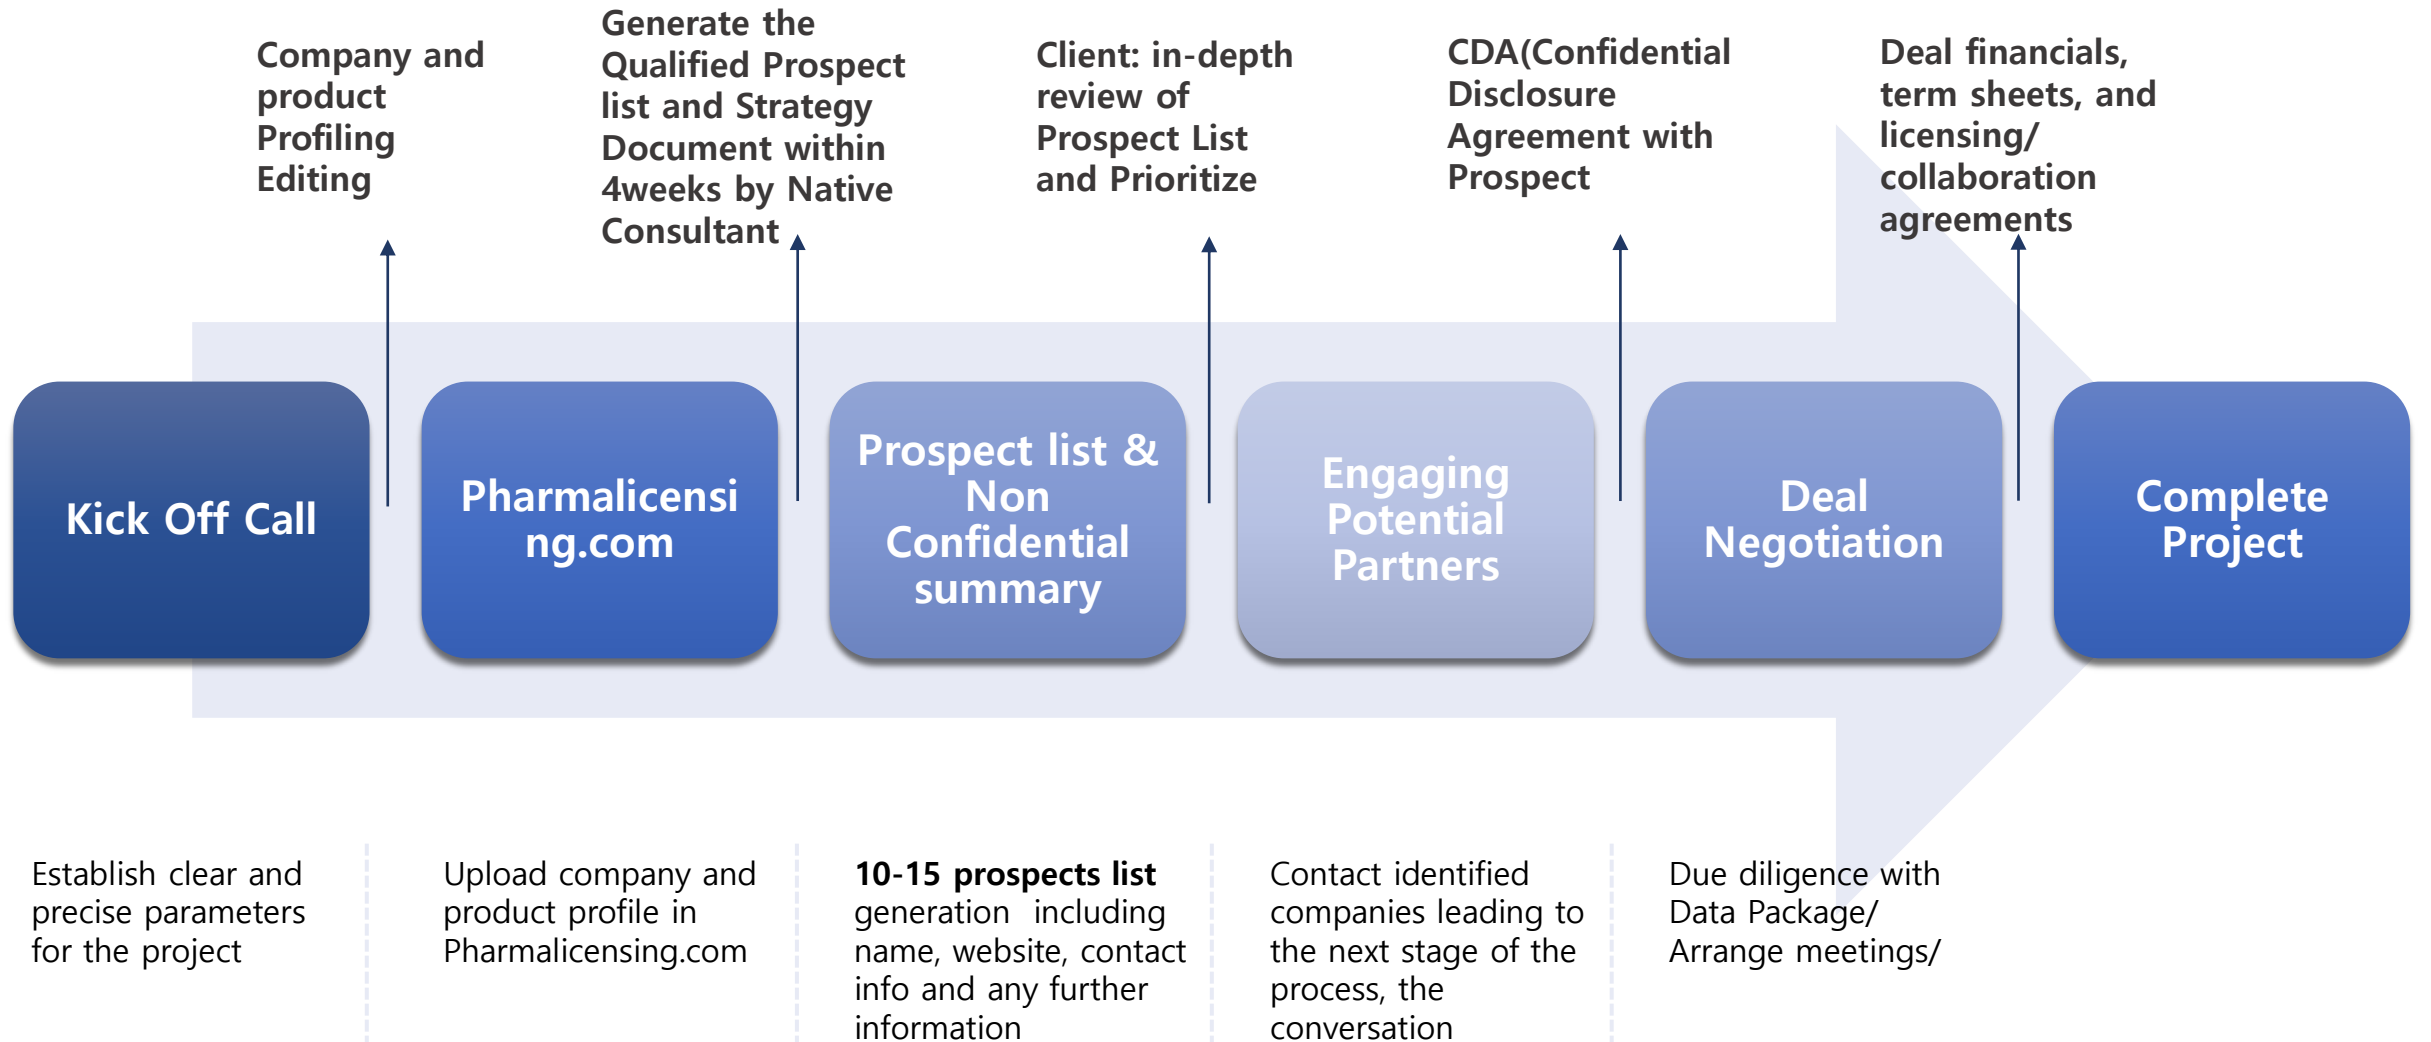 Company and
product
Profiling
Editing
Generate the
Qualified Prospect
list and Strategy
Document within
4weeks by Native
Consultant
Client: in-depth
review of
Prospect List
and Prioritize
CDA(Confidential
Disclosure
Agreement with
Prospect
Deal financials,
term sheets, and
licensing/
collaboration
agreements
Kick Off Call
Pharmalicensi
ng.com
Prospect list &
Non
Confidential
summary
Engaging
Potential
Partners
Deal
Negotiation
Complete
Project
Establish clear and
precise parameters
for the project
Upload company and
product profile in
Pharmalicensing.com
10-15 prospects list
generation including
name, website, contact
info and any further
information
Contact identified
companies leading to
the next stage of the
process, the
conversation
Due diligence with
Data Package/
Arrange meetings/